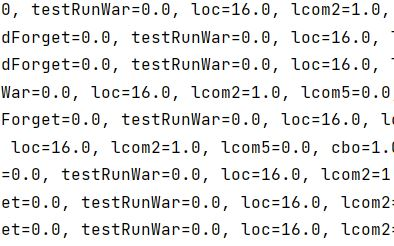 0, testRunWar=0.0, loc=16.0, lcom2=1.0,
dForget=0.0, testRunWar=0.0, loc=16.0,
dForget=0.0, testRunWar=0.0, loc=16.0,
War=0.0, loc=16.0, lcom2=1.0, lcom5=0.0
Forget=0.0, testRunWar=0.0, loc=16.0, lc
loc=16.0, lcom2=1.0, lcom5=0.0, cbo=1.0
=0.0, testRunWar=0.0, loc=16.0, lcom2=1
et=0.0, testRunWar=0.0, loc=16.0, lcom2=
et=0.0, testRunWar=0.0, loc=16.0, lcom2=